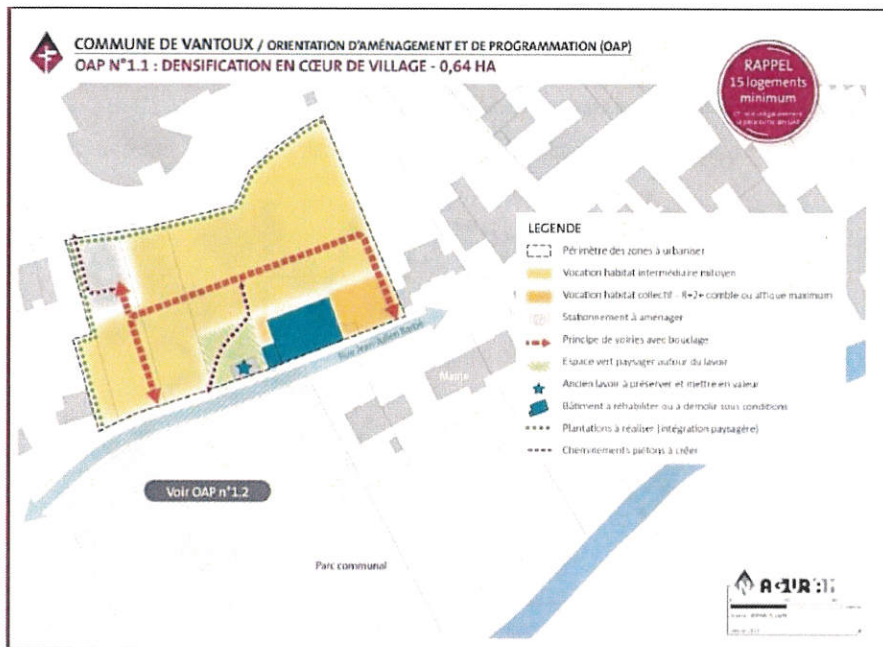 COMMUNE DE VANTOUX / ORIENTATION D'AMÉNAGEMENT ET DE PROGRAMMATION (OAP)
OAP N°1.1 : DENSIFICATION EN CŒUR DE VILLAGE - 0,64 HA
RAPPEL
15 logements
minimum
LEGENDE
Périmètre des zones à urbaniser
Vocation habitat intermédiaire mitoyen
Vocation habitat collectif - R+2+ comble ou attique maximum
Stationnement à aménager
Principe de voiries avec bouclage
Espace vert paysager autour du lavoir
Ancien lavoir à préserver et mettre en valeur
Bâtiment à réhabiliter ou à démolir sous conditions
Plantations à réaliser (intégration paysagère)
Cheminements piétons à créer
Rue Jean-Julien Barbé
Mairie
Voir OAP n°1.2
Parc communal